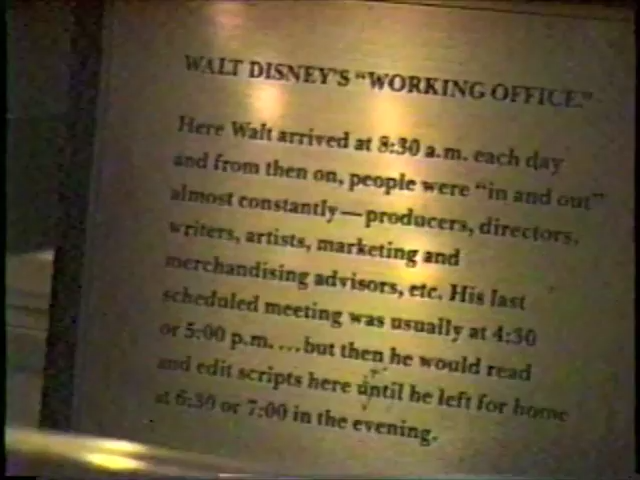 WALT DISNEY'S "WORKING OFFICE."
Here Walt arrived at 8:30 a.m. each day
and from then on, people were "in and out"
almost constantly—producers, directors,
writers, artists, marketing and
merchandising advisors, etc. His last
scheduled meeting was usually at 4:30
or 5:00 p.m. ... but then he would read
and edit scripts here until he left for home
at 6:30 or 7:00 in the evening.